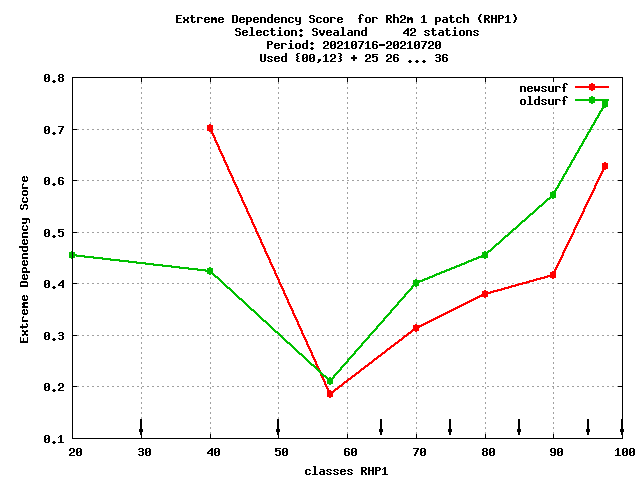 Extreme Dependency Score  for Rh2m 1 patch (RHP1)
Selection: Svealand     42 stations
Period: 20210716-20210720
Used {00,12} + 25 26 ... 36
newsurf
oldsurf
0.8
0.7
0.6
0.5
0.4
0.3
0.2
0.1
Extreme Dependency Score
20 30 40 50 60 70 80 90 100
classes RHP1